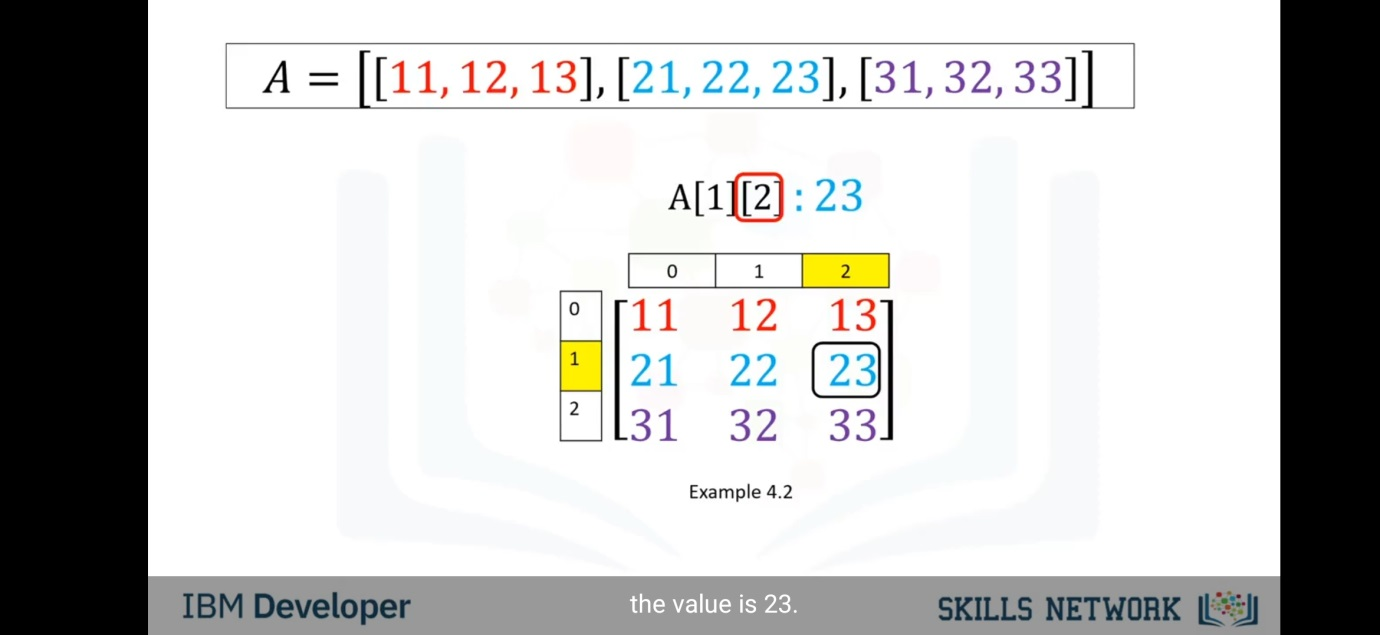 A = [[11, 12, 13], [21, 22, 23], [31, 32, 33]]
A[1][2] : 23
0 1 2
0 11 12 13
1 21 22 23
2 31 32 33
Example 4.2
IBM Developer
the value is 23.
SKILLS NETWORK